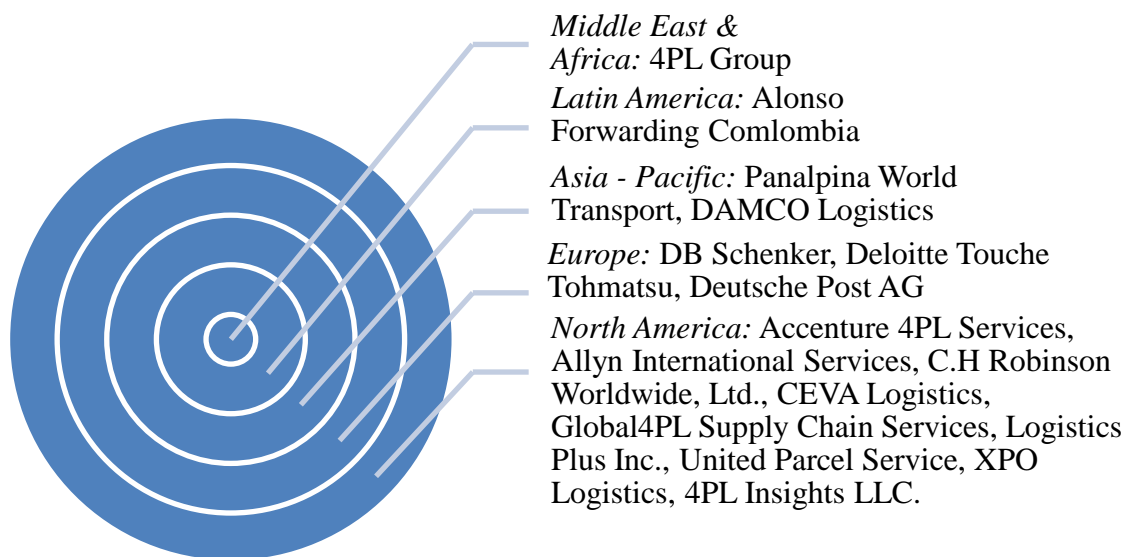 Middle East &
Africa: 4PL Group
Latin America: Alonso
Forwarding Comlombia
Asia - Pacific: Panalpina World
Transport, DAMCO Logistics
Europe: DB Schenker, Deloitte Touche
Tohmatsu, Deutsche Post AG
North America: Accenture 4PL Services,
Allyn International Services, C.H Robinson
Worldwide, Ltd., CEVA Logistics,
Global4PL Supply Chain Services, Logistics
Plus Inc., United Parcel Service, XPO
Logistics, 4PL Insights LLC.